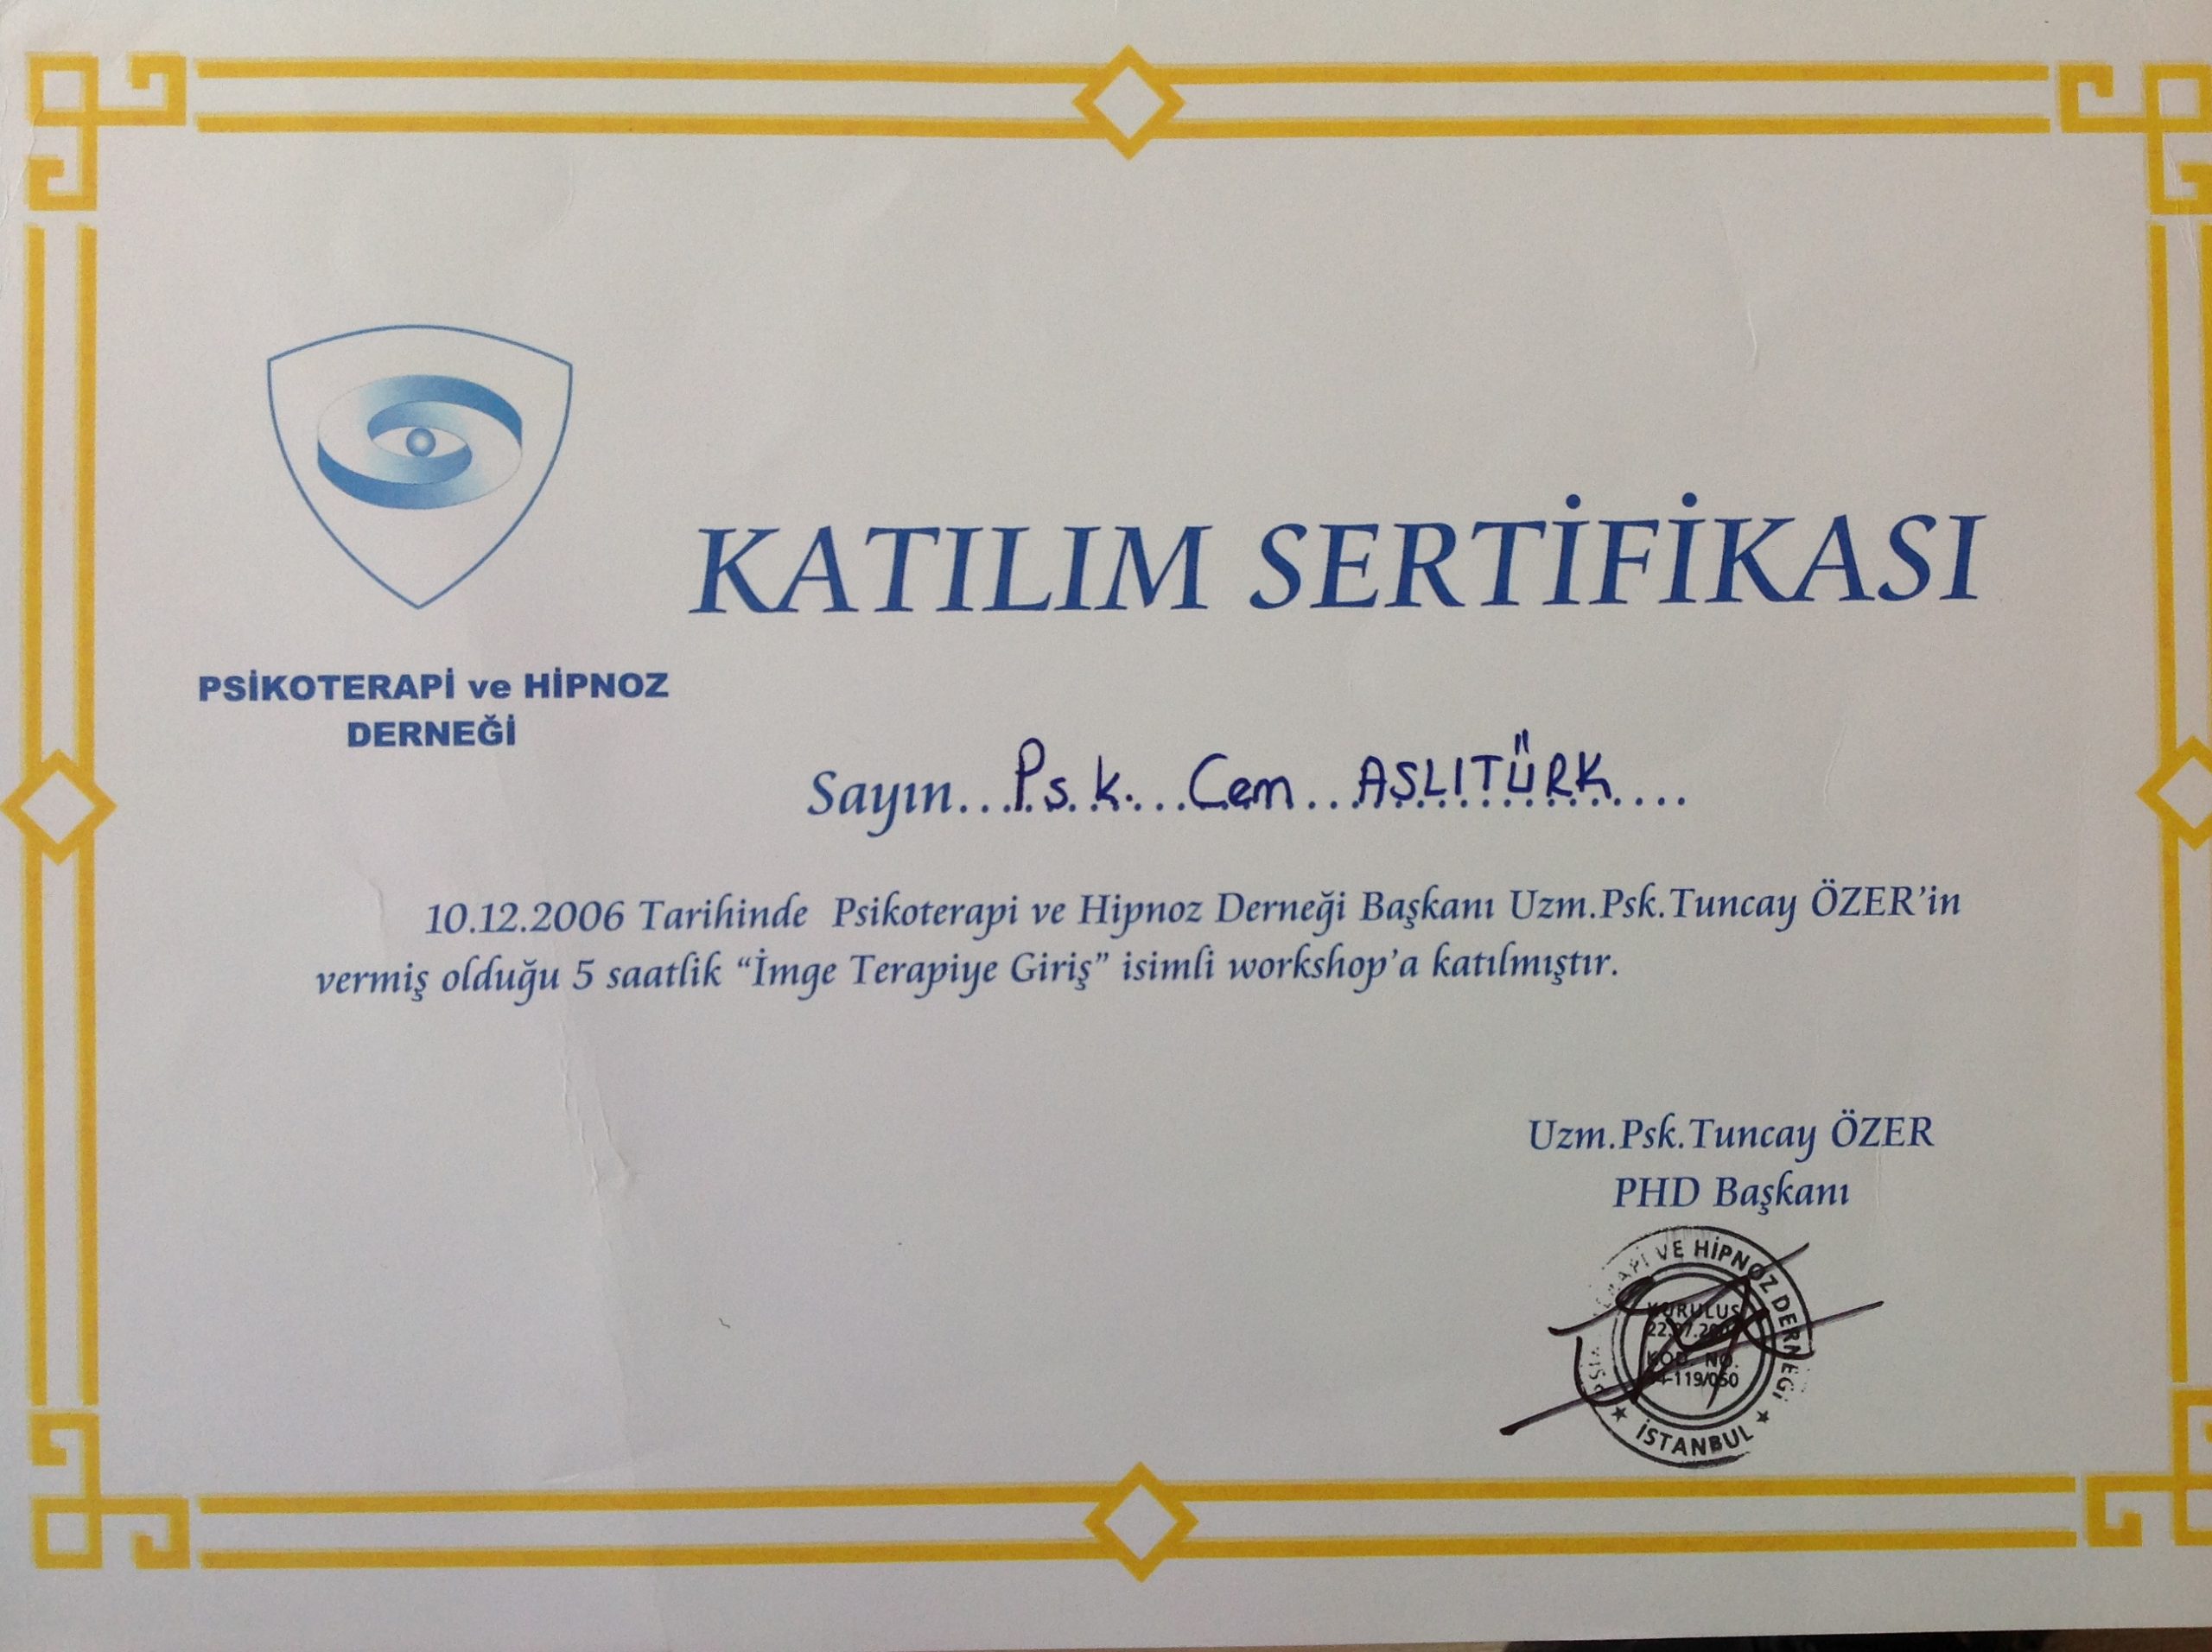 KATILIM SERTİFİKASI
PSİKOTERAPİ ve HİPNOZ
DERNEĞİ
Sayın...Ps.k....Cem...ASLITÜRK....
10.12.2006 Tarihinde Psikoterapi ve Hipnoz Derneği Başkanı Uzm.Psk.Tuncay ÖZER'in
vermiş olduğu 5 saatlik “İmge Terapiye Giriş” isimli workshop'a katılmıştır.
Uzm.Psk.Tuncay ÖZER
PHD Başkanı
VE HİPNOZ DERNEĞİ
KURULUŞ
KOD. NO.
İSTANBUL